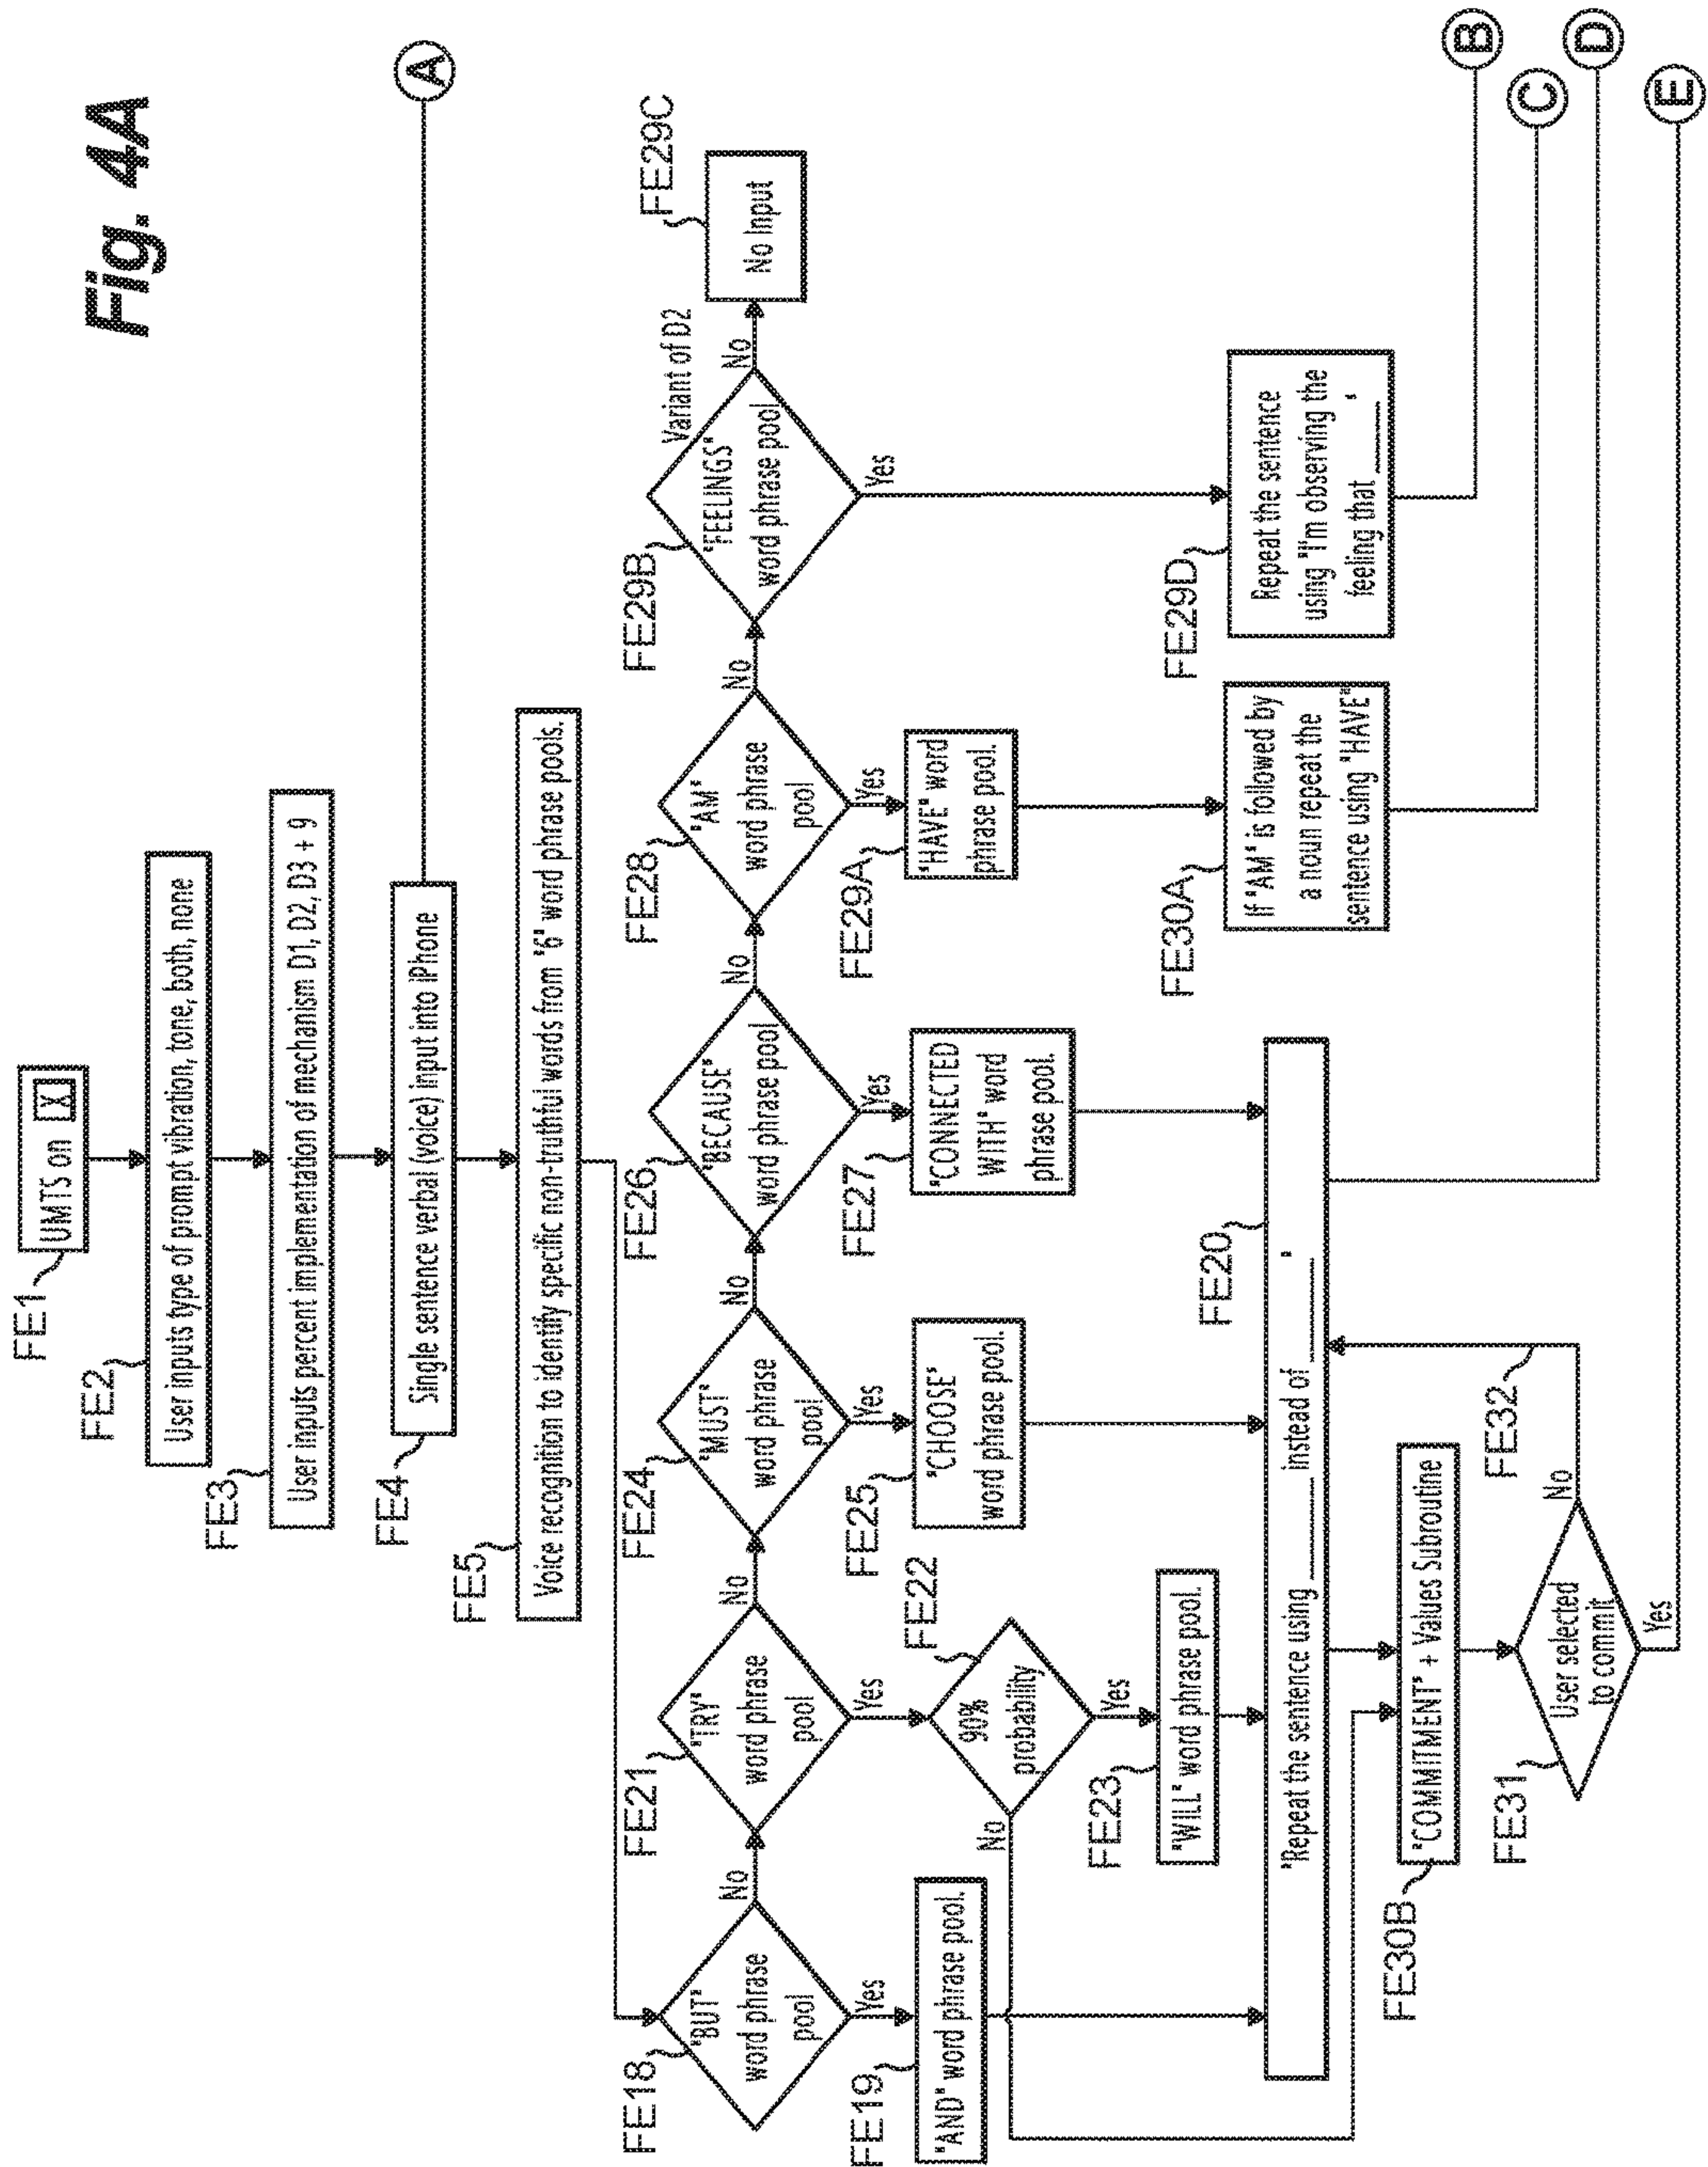 Fig. 4A
FE1
UMTS on [X]
FE2
User inputs type of prompt vibration, tone, both, none
FE3
User inputs percent implementation of mechanism D1, D2, D3 + 9
FE4
Single sentence verbal (voice) input into iPhone
A
FE5
Voice recognition to identify specific non-truthful words from "6" word phrase pools.
FE18
"BUT"
word phrase
pool
No
Yes
FE21
"TRY"
word phrase
pool
No
Yes
FE24
"MUST"
word phrase
pool
No
Yes
FE26
"BECAUSE"
word phrase pool
No
Yes
FE28
"AM"
word phrase
pool
No
Yes
FE29B
"FEELINGS"
word phrase pool
Variant of D2
No
Yes
FE29C
No Input
FE19
"AND" word phrase pool.
FE22
90%
probability
No
Yes
FE25
"CHOOSE"
word phrase pool.
FE27
"CONNECTED
WITH" word
phrase pool.
FE29A
"HAVE" word
phrase pool.
FE23
"WILL" word phrase pool.
FE20
"Repeat the sentence using ______ instead of ______."
FE30A
If "AM" is followed by
a noun repeat the
sentence using "HAVE"
FE29D
Repeat the sentence
using "I'm observing the
feeling that ______"
FE30B
"COMMITMENT" + Values Subroutine
FE31
User selected
to commit
No
Yes
FE32
B
C
D
E